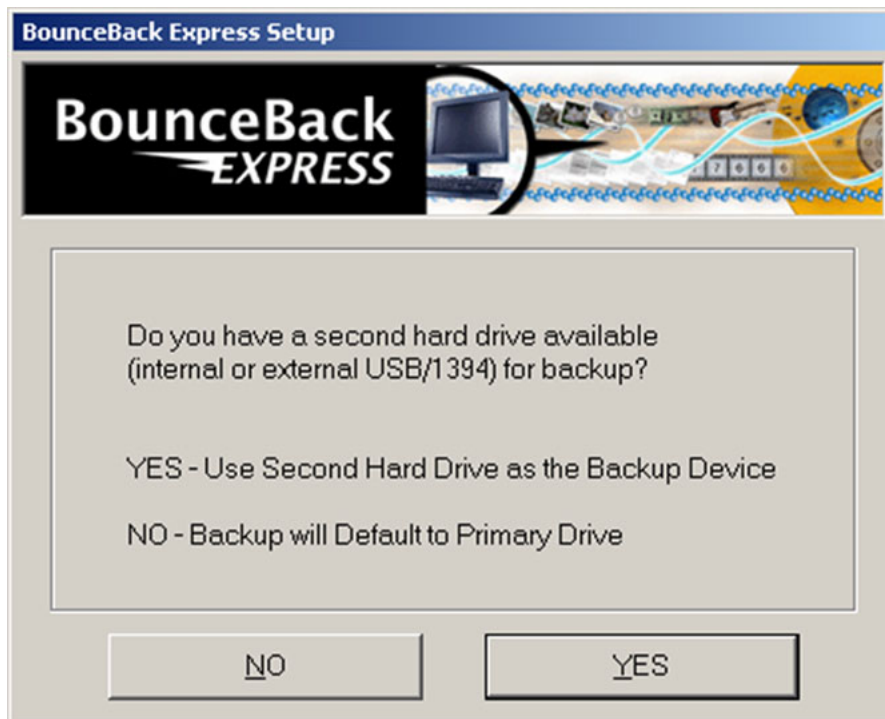 BounceBack Express Setup
BounceBack
EXPRESS
Do you have a second hard drive available
(internal or external USB/1394) for backup?
YES - Use Second Hard Drive as the Backup Device
NO - Backup will Default to Primary Drive
NO
YES